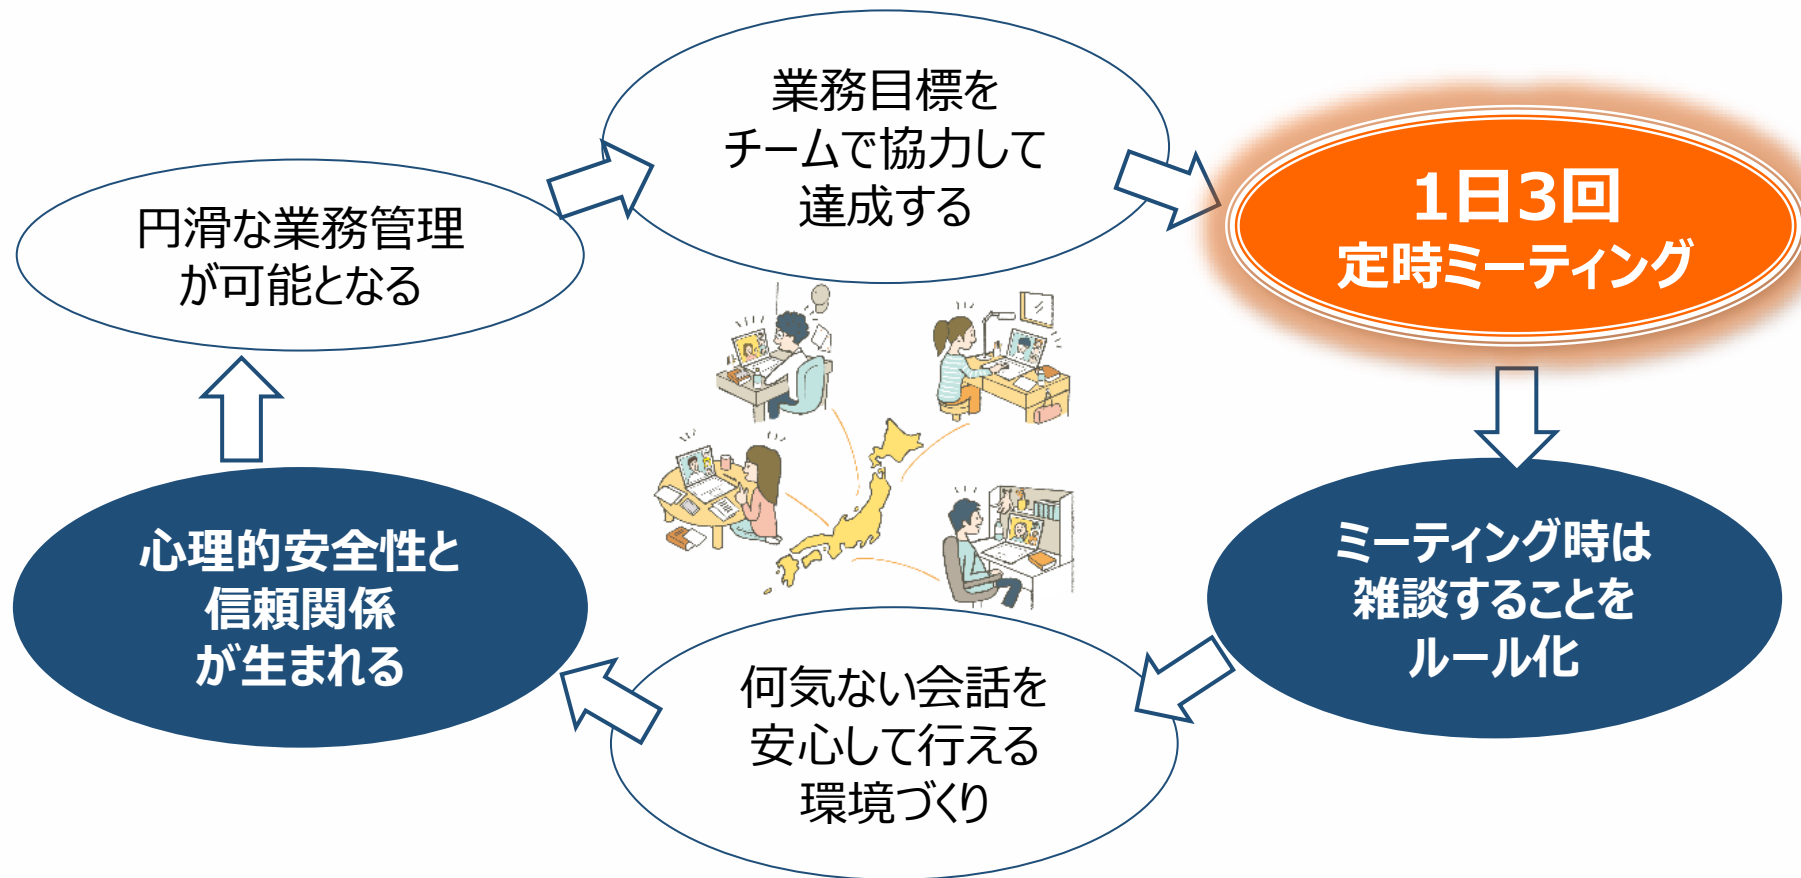 業務目標を
チームで協力して
達成する
1日3回
定時ミーティング
ミーティング時は
雑談することを
ルール化
何気ない会話を
安心して行える
環境づくり
心理的安全性と
信頼関係
が生まれる
円滑な業務管理
が可能となる